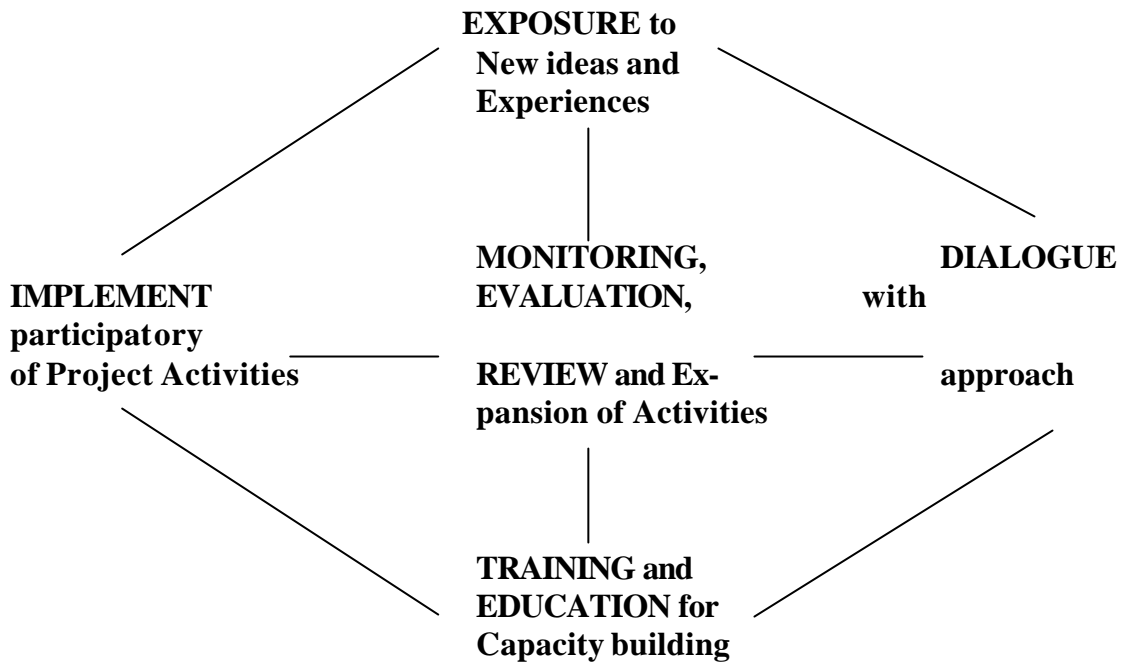 EXPOSURE to
New ideas and
Experiences
MONITORING, DIALOGUE
IMPLEMENT EVALUATION, with
participatory
of Project Activities REVIEW and Ex- approach
pansion of Activities
TRAINING and
EDUCATION for
Capacity building